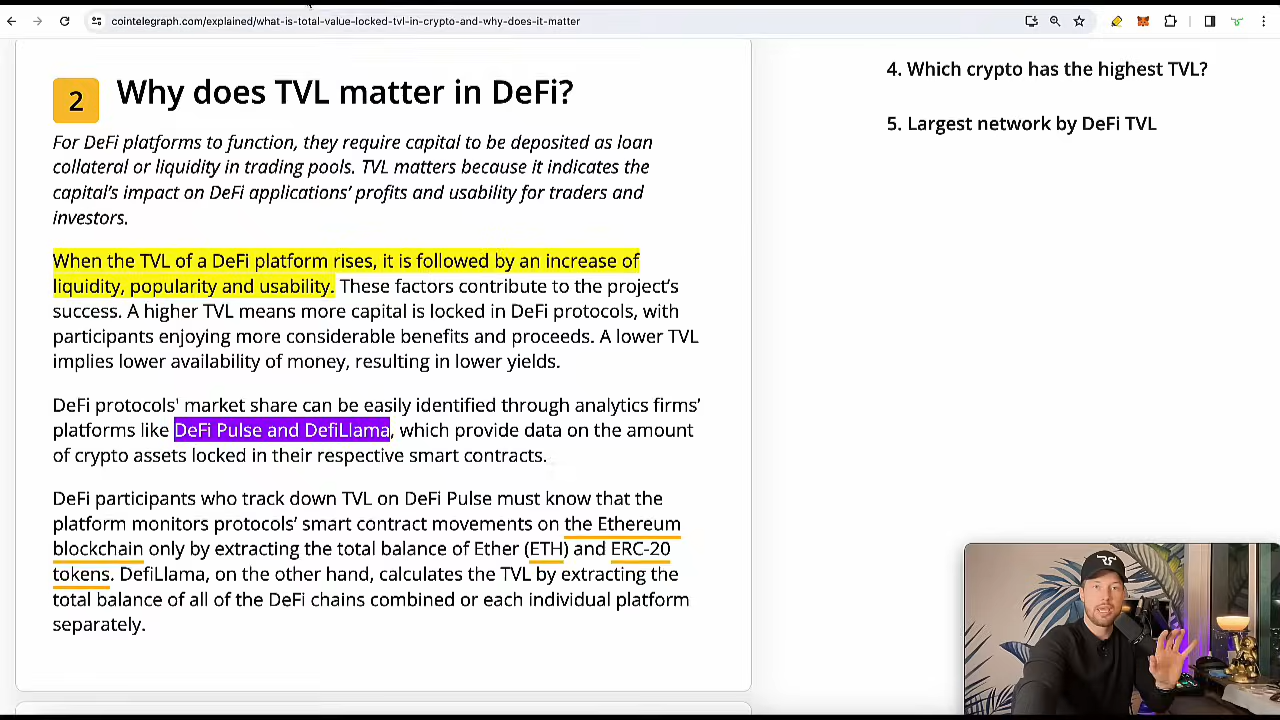 cointelegraph.com/explained/what-is-total-value-locked-tvl-in-crypto-and-why-does-it-matter
2
Why does TVL matter in DeFi?
For DeFi platforms to function, they require capital to be deposited as loan
collateral or liquidity in trading pools. TVL matters because it indicates the
capital's impact on DeFi applications' profits and usability for traders and
investors.
When the TVL of a DeFi platform rises, it is followed by an increase of
liquidity, popularity and usability. These factors contribute to the project's
success. A higher TVL means more capital is locked in DeFi protocols, with
participants enjoying more considerable benefits and proceeds. A lower TVL
implies lower availability of money, resulting in lower yields.
DeFi protocols' market share can be easily identified through analytics firms'
platforms like DeFi Pulse and DefiLlama, which provide data on the amount
of crypto assets locked in their respective smart contracts.
DeFi participants who track down TVL on DeFi Pulse must know that the
platform monitors protocols' smart contract movements on the Ethereum
blockchain only by extracting the total balance of Ether (ETH) and ERC-20
tokens. DefiLlama, on the other hand, calculates the TVL by extracting the
total balance of all of the DeFi chains combined or each individual platform
separately.
4. Which crypto has the highest TVL?
5. Largest network by DeFi TVL